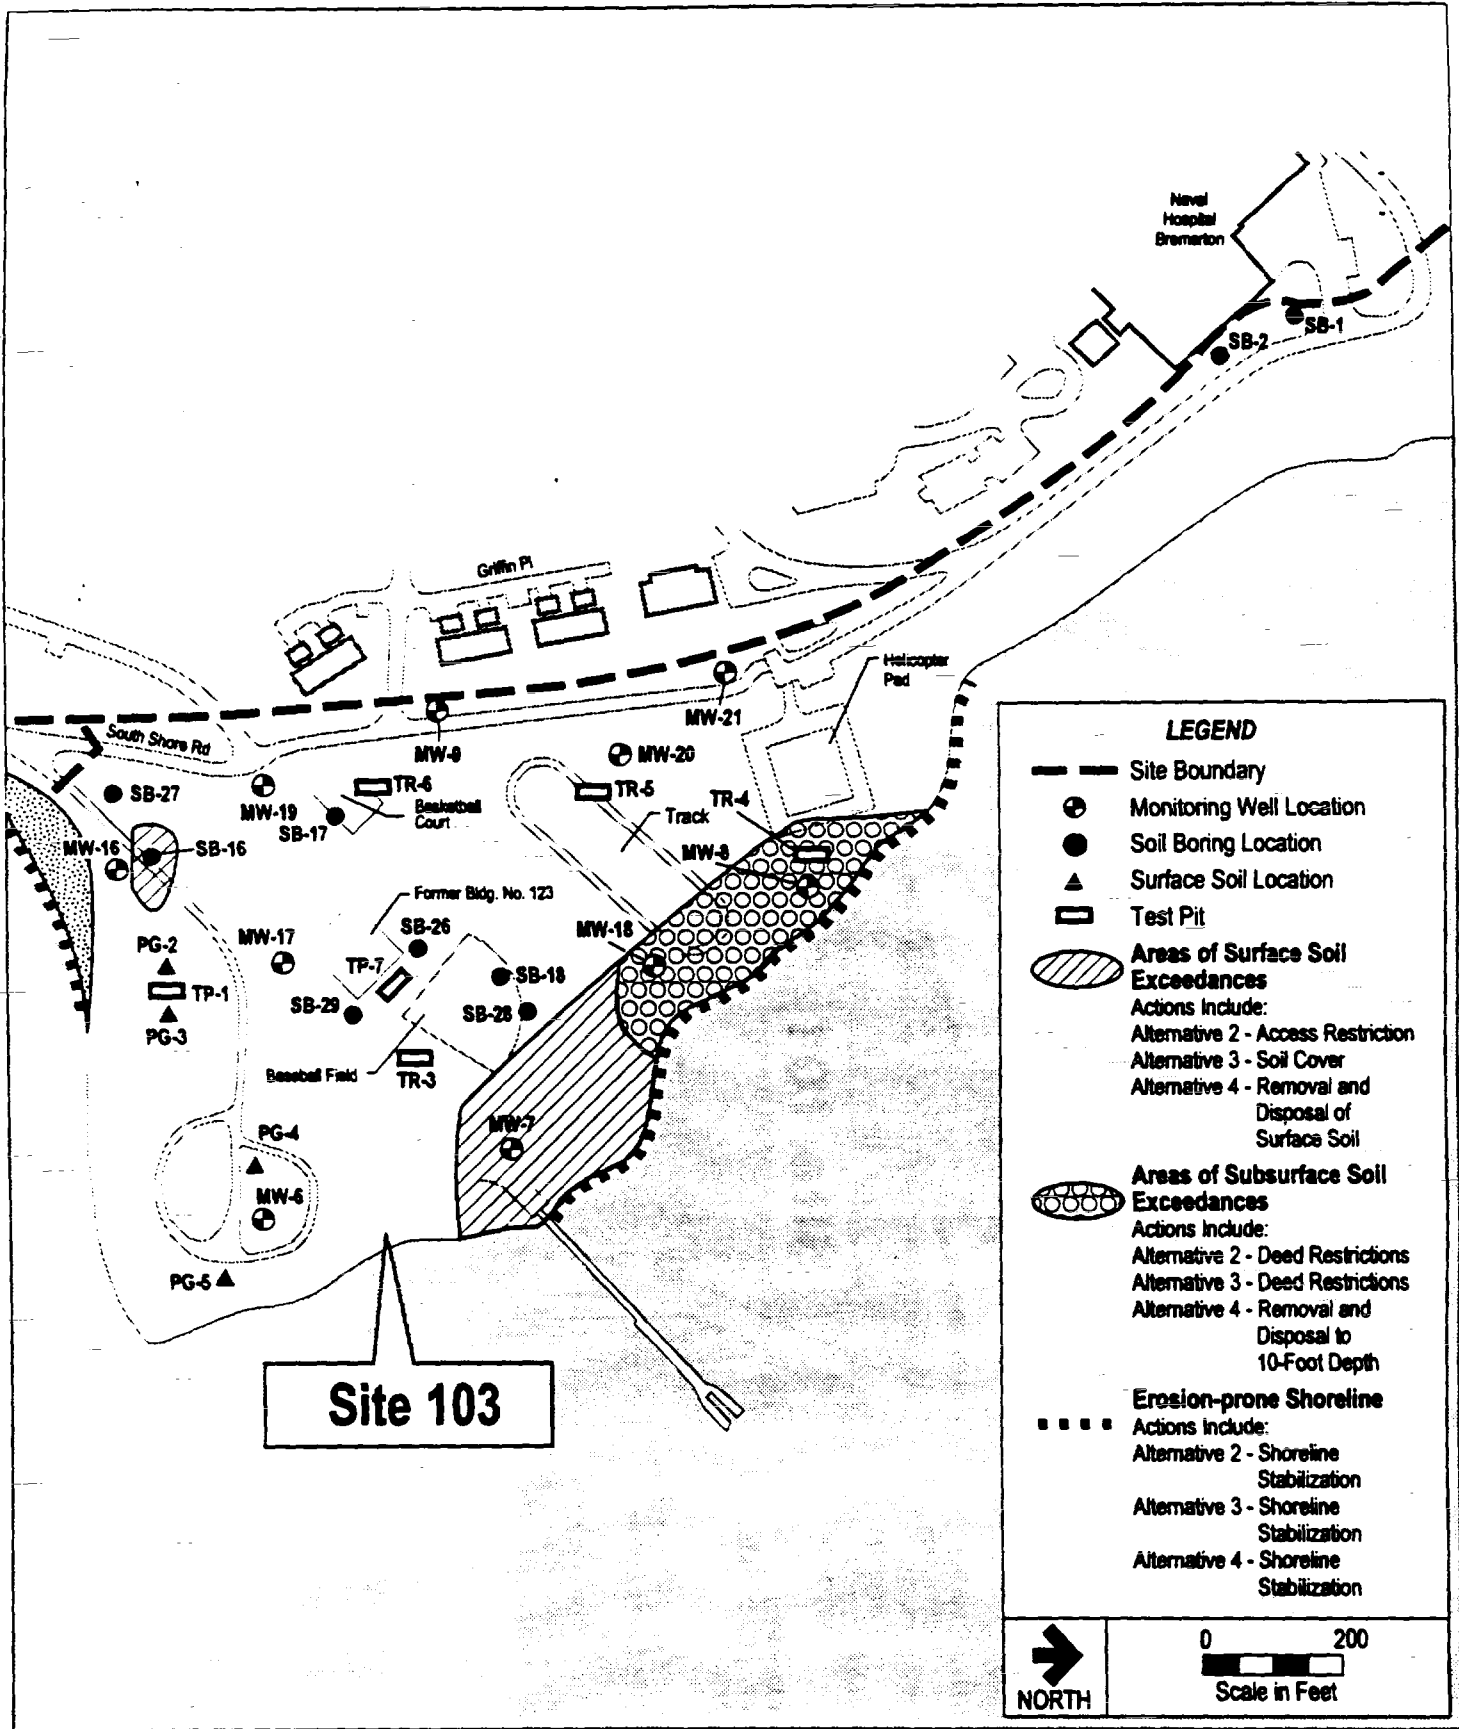 Naval
Hospital
Bremerton
SB-1
SB-2
Griffin Pl
Helicopter
Pad
MW-21
South Shore Rd
MW-9
MW-20
SB-27
MW-19
TR-6
Basketball
Court
SB-17
TR-5
TR-4
Track
MW-16
SB-16
MW-8
Former Bldg. No. 123
SB-26
MW-18
PG-2
MW-17
TP-7
SB-18
TP-1
SB-29
SB-28
PG-3
Baseball Field
TR-3
MW-7
PG-4
MW-6
PG-5
Site 103
LEGEND
Site Boundary
Monitoring Well Location
Soil Boring Location
Surface Soil Location
Test Pit
Areas of Surface Soil
Exceedances
Actions Include:
Alternative 2 - Access Restriction
Alternative 3 - Soil Cover
Alternative 4 - Removal and
Disposal of
Surface Soil
Areas of Subsurface Soil
Exceedances
Actions Include:
Alternative 2 - Deed Restrictions
Alternative 3 - Deed Restrictions
Alternative 4 - Removal and
Disposal to
10-Foot Depth
Erosion-prone Shoreline
Actions Include:
Alternative 2 - Shoreline
Stabilization
Alternative 3 - Shoreline
Stabilization
Alternative 4 - Shoreline
Stabilization
NORTH
0 200
Scale in Feet